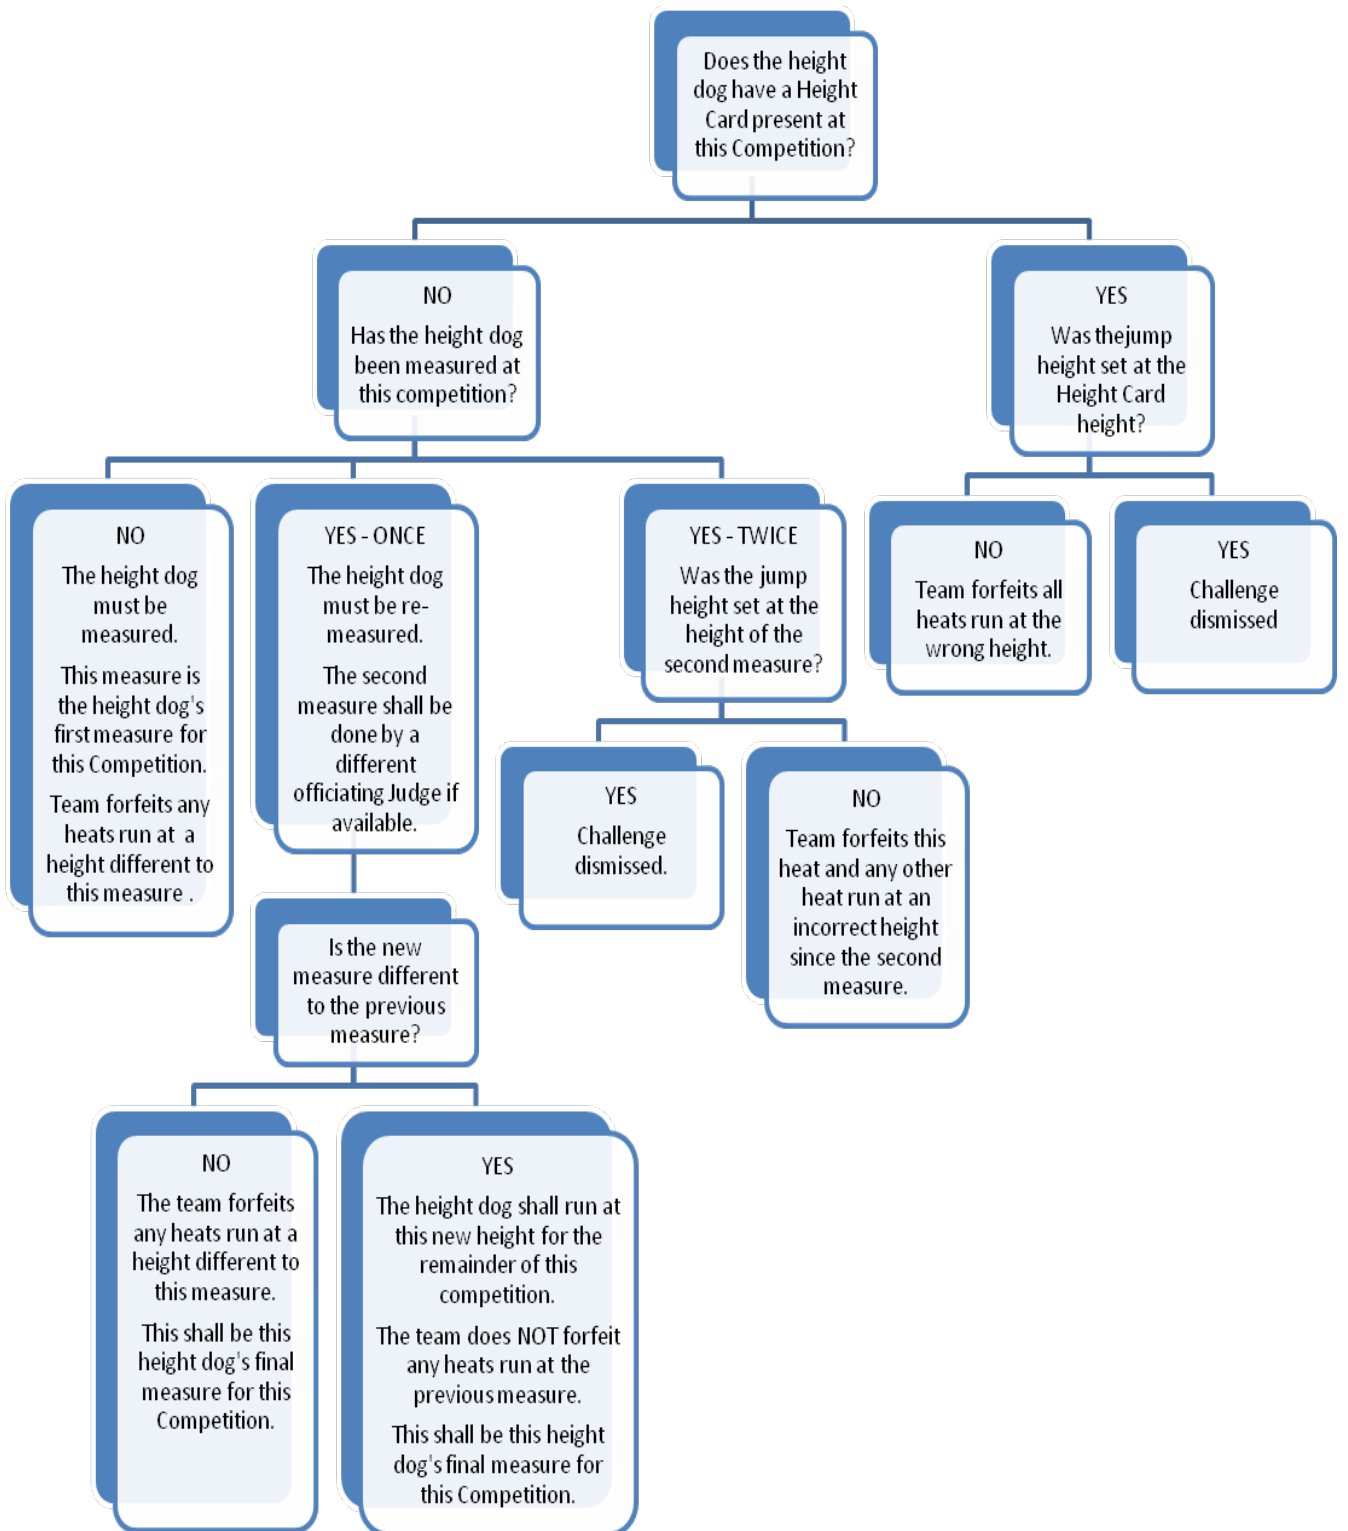 Does the height
dog have a Height
Card present at
this Competition?
NO
Has the height dog
been measured at
this competition?
YES
Was thejump
height set at the
Height Card
height?
NO
The height dog
must be
measured.
This measure is
the height dog's
first measure for
this Competition.
Team forfeits any
heats run at a
height different to
this measure .
YES - ONCE
The height dog
must be re-
measured.
The second
measure shall be
done by a
different
officiating Judge if
available.
YES - TWICE
Was the jump
height set at the
height of the
second measure?
NO
Team forfeits all
heats run at the
wrong height.
YES
Challenge
dismissed
YES
Challenge
dismissed.
NO
Team forfeits this
heat and any other
heat run at an
incorrect height
since the second
measure.
Is the new
measure different
to the previous
measure?
NO
The team forfeits
any heats run at a
height different to
this measure.
This shall be this
height dog's final
measure for this
Competition.
YES
The height dog shall run at
this new height for the
remainder of this
competition.
The team does NOT forfeit
any heats run at the
previous measure.
This shall be this height
dog's final measure for
this Competition.